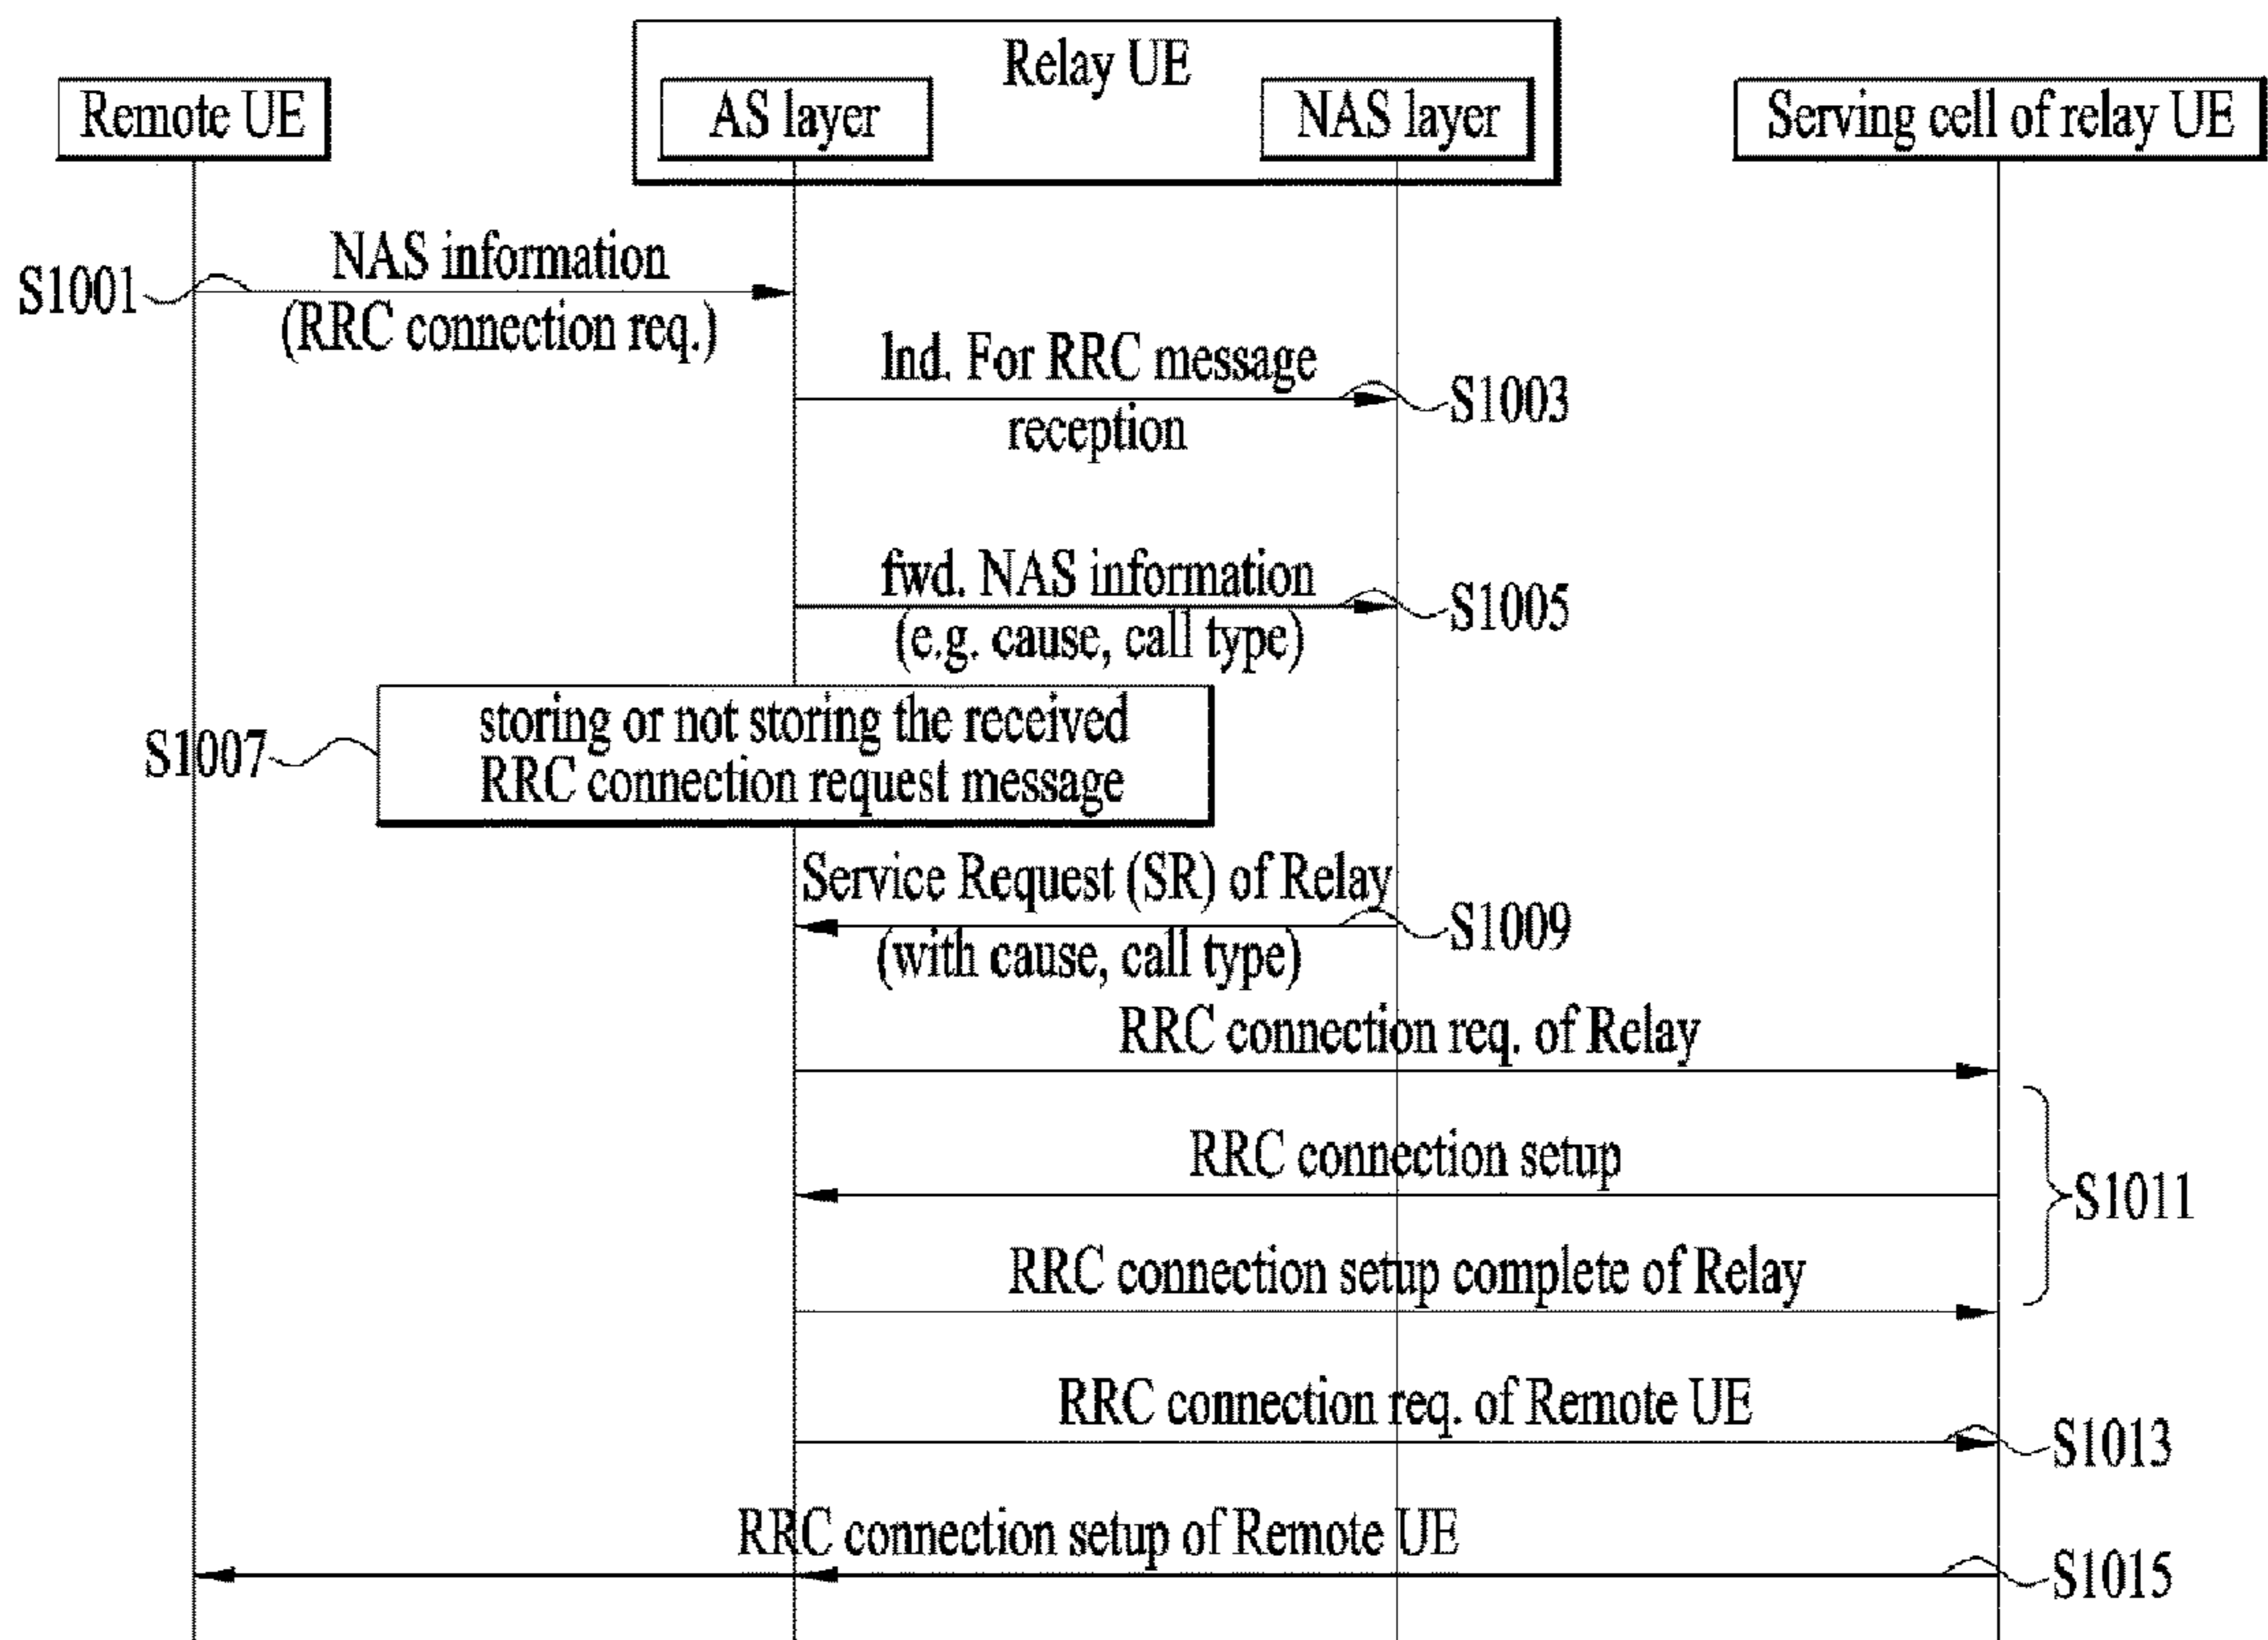 Relay UE
Remote UE
AS layer
NAS layer
Serving cell of relay UE
NAS information
S1001
(RRC connection req.)
Ind. For RRC message
S1003
reception
fwd. NAS information
S1005
(e.g. cause, call type)
storing or not storing the received
S1007
RRC connection request message
Service Request (SR) of Relay
S1009
(with cause, call type)
RRC connection req. of Relay
RRC connection setup
S1011
RRC connection setup complete of Relay
RRC connection req. of Remote UE
S1013
RRC connection setup of Remote UE
S1015